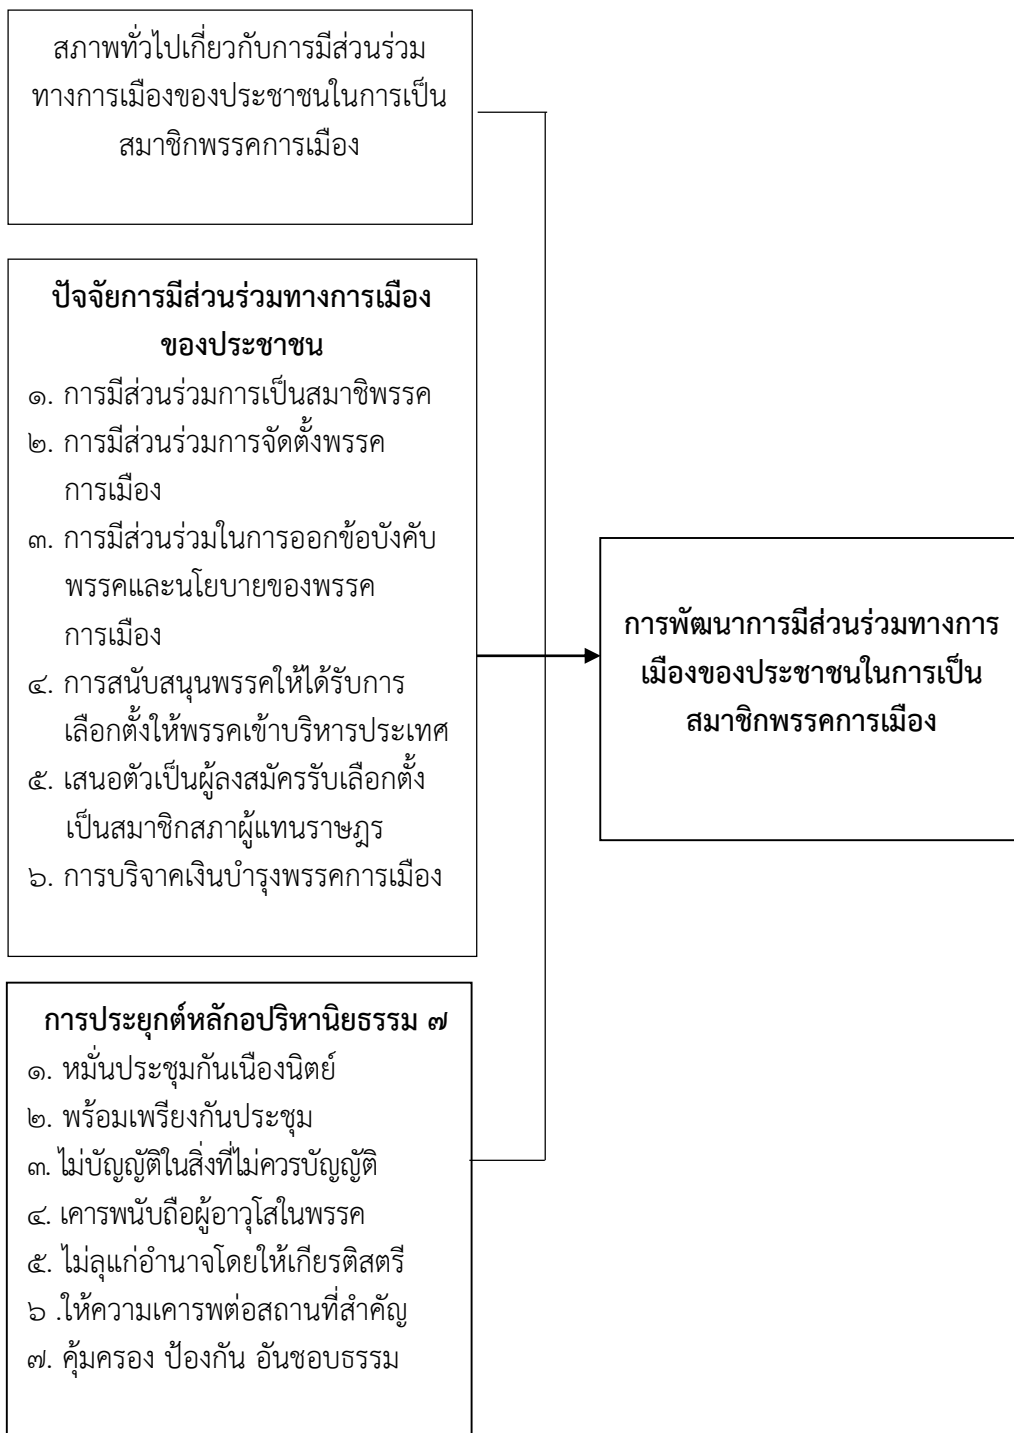 สภาพทั่วไปเกี่ยวกับการมีส่วนร่วม
ทางการเมืองของประชาชนในการเป็น
สมาชิกพรรคการเมือง
ปัจจัยการมีส่วนร่วมทางการเมือง
ของประชาชน
๑. การมีส่วนร่วมการเป็นสมาชิพรรค
๒. การมีส่วนร่วมการจัดตั้งพรรค
การเมือง
๓. การมีส่วนร่วมในการออกข้อบังคับ
พรรคและนโยบายของพรรค
การเมือง
๔. การสนับสนุนพรรคให้ได้รับการ
เลือกตั้งให้พรรคเข้าบริหารประเทศ
๕. เสนอตัวเป็นผู้ลงสมัครรับเลือกตั้ง
เป็นสมาชิกสภาผู้แทนราษฎร
๖. การบริจาคเงินบำรุงพรรคการเมือง
การประยุกต์หลักอปริหานิยธรรม ๗
๑. หมั่นประชุมกันเนืองนิตย์
๒. พร้อมเพรียงกันประชุม
๓. ไม่บัญญัติในสิ่งที่ไม่ควรบัญญัติ
๔. เคารพนับถือผู้อาวุโสในพรรค
๕. ไม่ลุแก่อำนาจโดยให้เกียรติสตรี
๖ .ให้ความเคารพต่อสถานที่สำคัญ
๗. คุ้มครอง ป้องกัน อันชอบธรรม
การพัฒนาการมีส่วนร่วมทางการ
เมืองของประชาชนในการเป็น
สมาชิกพรรคการเมือง